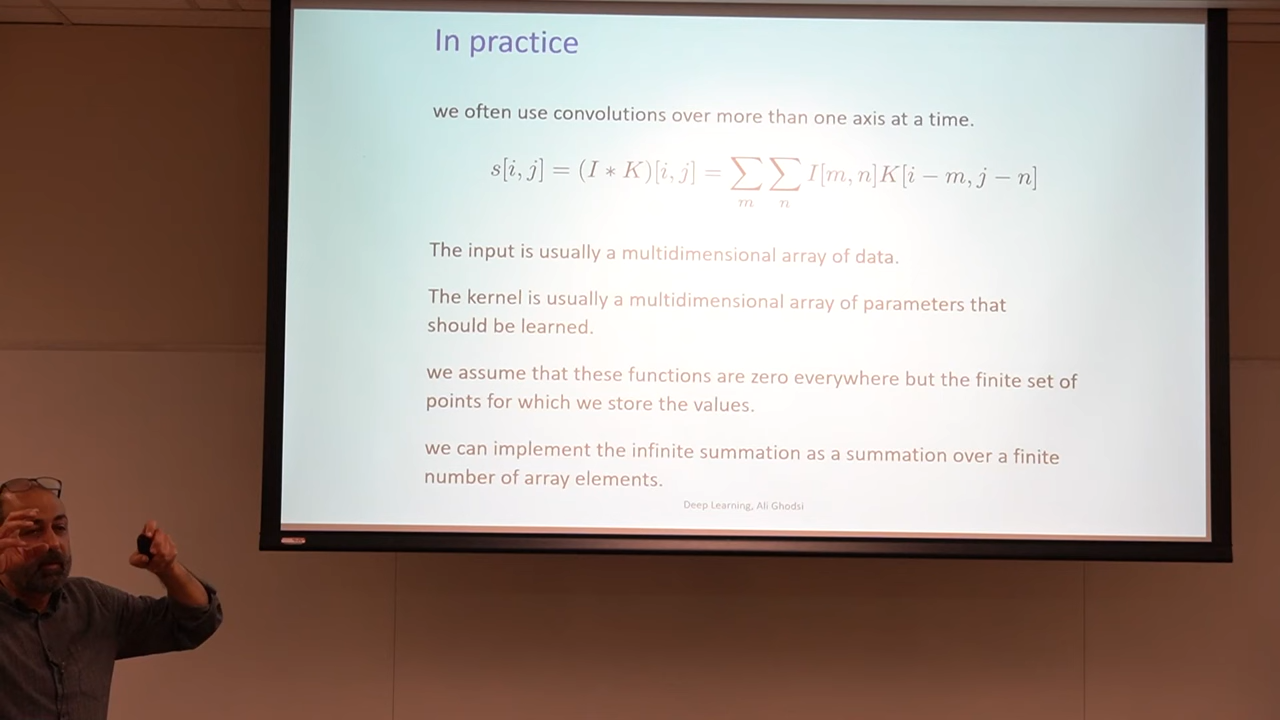 In practice
we often use convolutions over more than one axis at a time.
s[i, j] = (I ∗ K)[i, j] = ∑_m ∑_n I[m, n]K[i − m, j − n]
The input is usually a multidimensional array of data.
The kernel is usually a multidimensional array of parameters that
should be learned.
we assume that these functions are zero everywhere but the finite set of
points for which we store the values.
we can implement the infinite summation as a summation over a finite
number of array elements.
Deep Learning, Ali Ghodsi